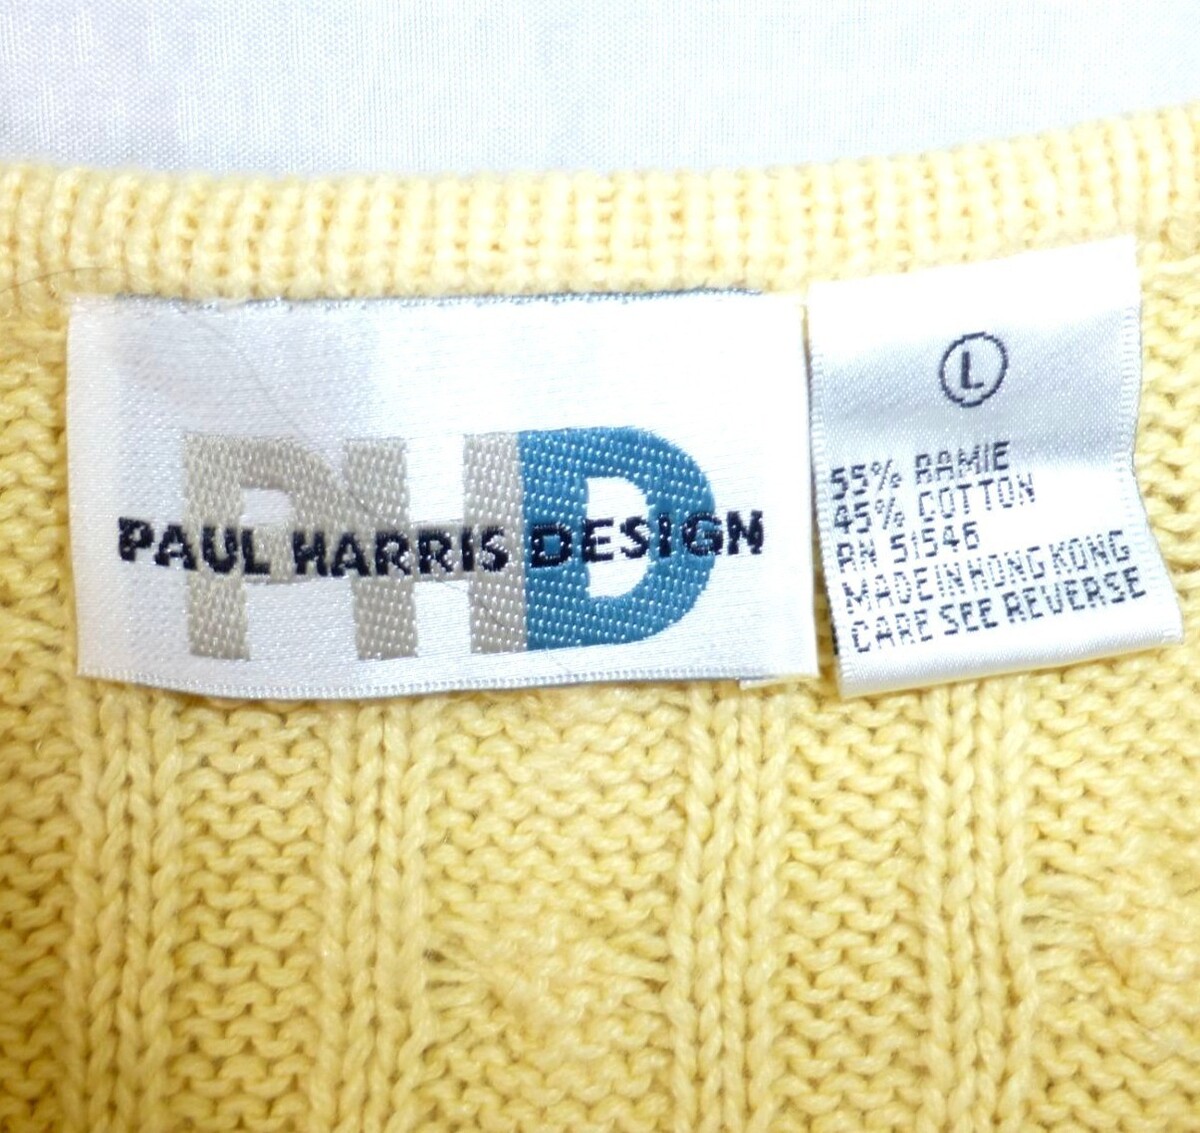 PHD
PAUL HARRIS DESIGN
L
55% RAMIE
45% COTTON
RN 51546
MADE IN HONG KONG
CARE SEE REVERSE